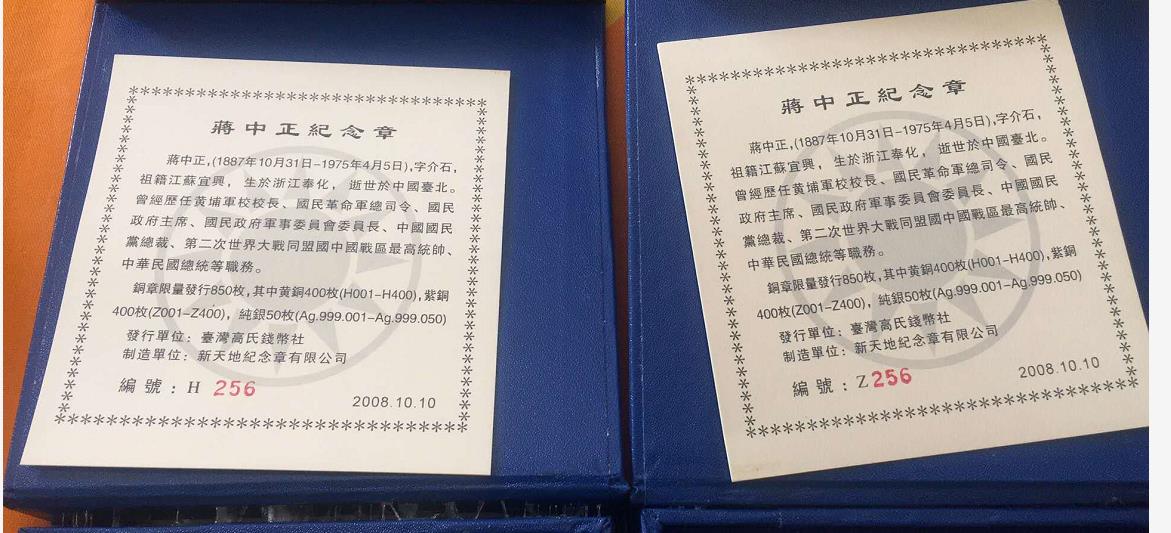 蔣中正紀念章
蔣中正,(1887年10月31日-1975年4月5日),字介石,
祖籍江蘇宜興，生於浙江奉化，逝世於中國臺北。
曾經歷任黄埔軍校校長、國民革命軍總司令、國民
政府主席、國民政府軍事委員會委員長、中國國民
黨總裁、第二次世界大戰同盟國中國戰區最高統帥、
中華民國總統等職務。
銅章限量發行850枚,其中黄銅400枚(H001-H400),紫銅
400枚(Z001-Z400)，純銀50枚(Ag.999.001-Ag.999.050)
發行單位：臺灣高氏錢幣社
制造單位：新天地紀念章有限公司
編號：H 256
2008.10.10
蔣中正紀念章
蔣中正,(1887年10月31日-1975年4月5日),字介石,
祖籍江蘇宜興，生於浙江奉化，逝世於中國臺北。
曾經歷任黄埔軍校校長、國民革命軍總司令、國民
政府主席、國民政府軍事委員會委員長、中國國民
黨總裁、第二次世界大戰同盟國中國戰區最高統帥、
中華民國總統等職務。
銅章限量發行850枚,其中黄銅400枚(H001-H400),紫銅
400枚(Z001-Z400)，純銀50枚(Ag.999.001-Ag.999.050)
發行單位：臺灣高氏錢幣社
制造單位：新天地紀念章有限公司
編號：Z 256
2008.10.10